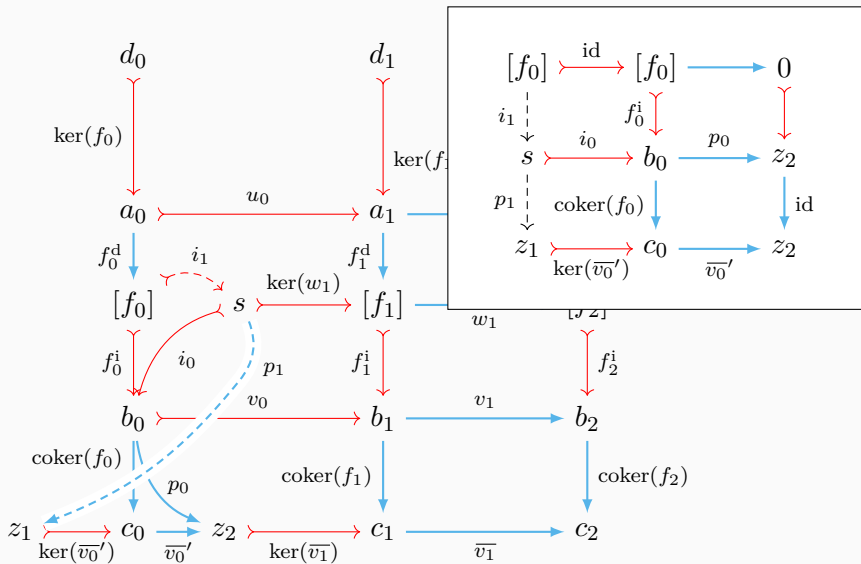 d₀ d₁
[f₀] id [f₀] 0
ker(f₀) ker(f₁
i₁ f₀ⁱ
s i₀ b₀ p₀ z₂
a₀ u₀ a₁
p₁ coker(f₀) id
f₀ᵈ i₁ f₁ᵈ
z₁ ker(v̅₀′) c₀ v̅₀′ z₂
[f₀] s ker(w₁) [f₁] w₁ [f₂]
f₀ⁱ i₀ p₁ f₁ⁱ f₂ⁱ
b₀ v₀ b₁ v₁ b₂
coker(f₀) p₀ coker(f₁) coker(f₂)
z₁ ker(v̅₀′) c₀ v̅₀′ z₂ ker(v̅₁) c₁ v̅₁ c₂